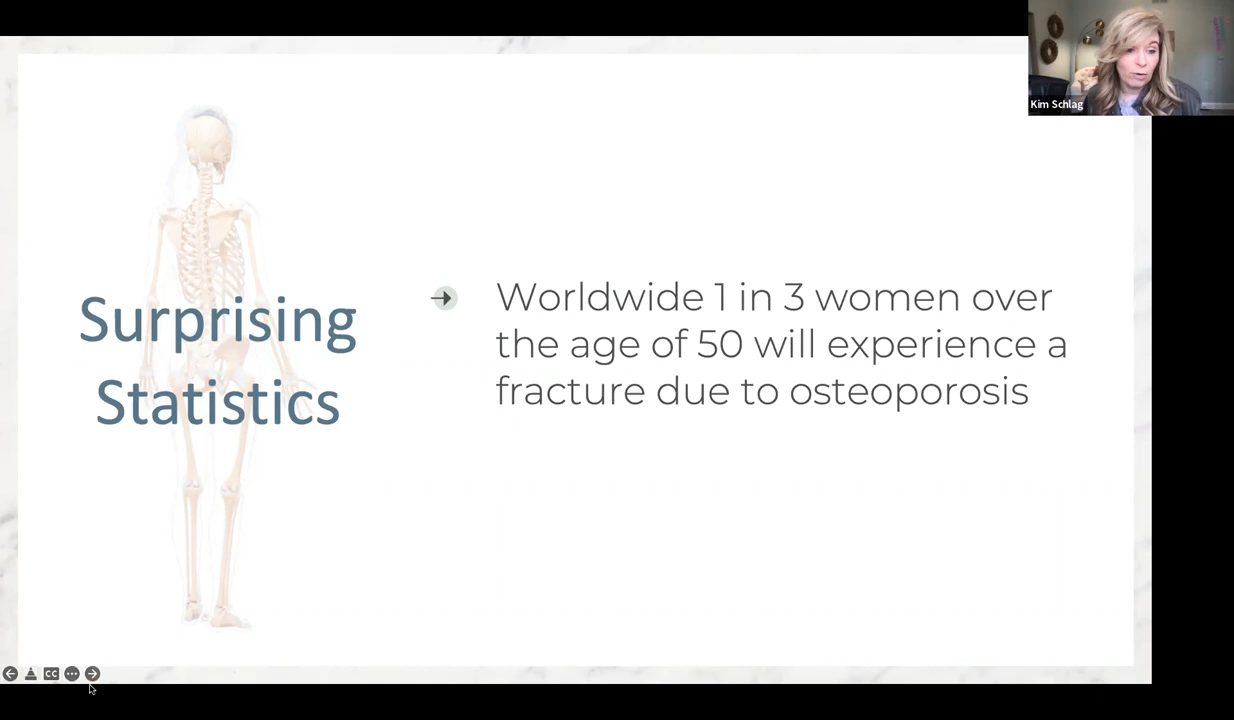 Kim Schlag
Surprising
Statistics
Worldwide 1 in 3 women over
the age of 50 will experience a
fracture due to osteoporosis
CC